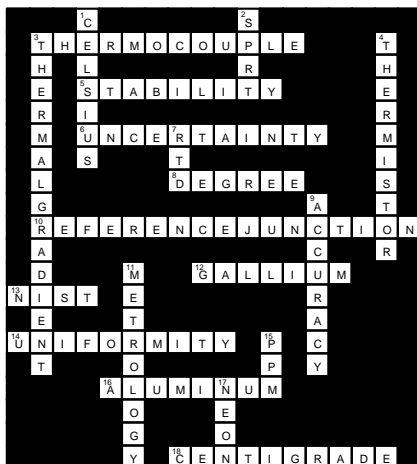 1 C 2 S
3 T H E R M O C O U P L E 4 T
H L R H
E 5 S T A B I L I T Y E
R I R
M 6 U N C E 7 R T A I N T Y M
A S T I
L 8 D E G R E E S
G 9 A T
10 R E F E R E N C E J U N C T I O N
A C R
D 11 M 12 G A L L I U M
13 N I S T E R
E T A
14 U N I F O R M I T Y 15 P C
T O P Y
16 A L U M I 17 N U M
O E
G O
Y 18 C E N T I G R A D E